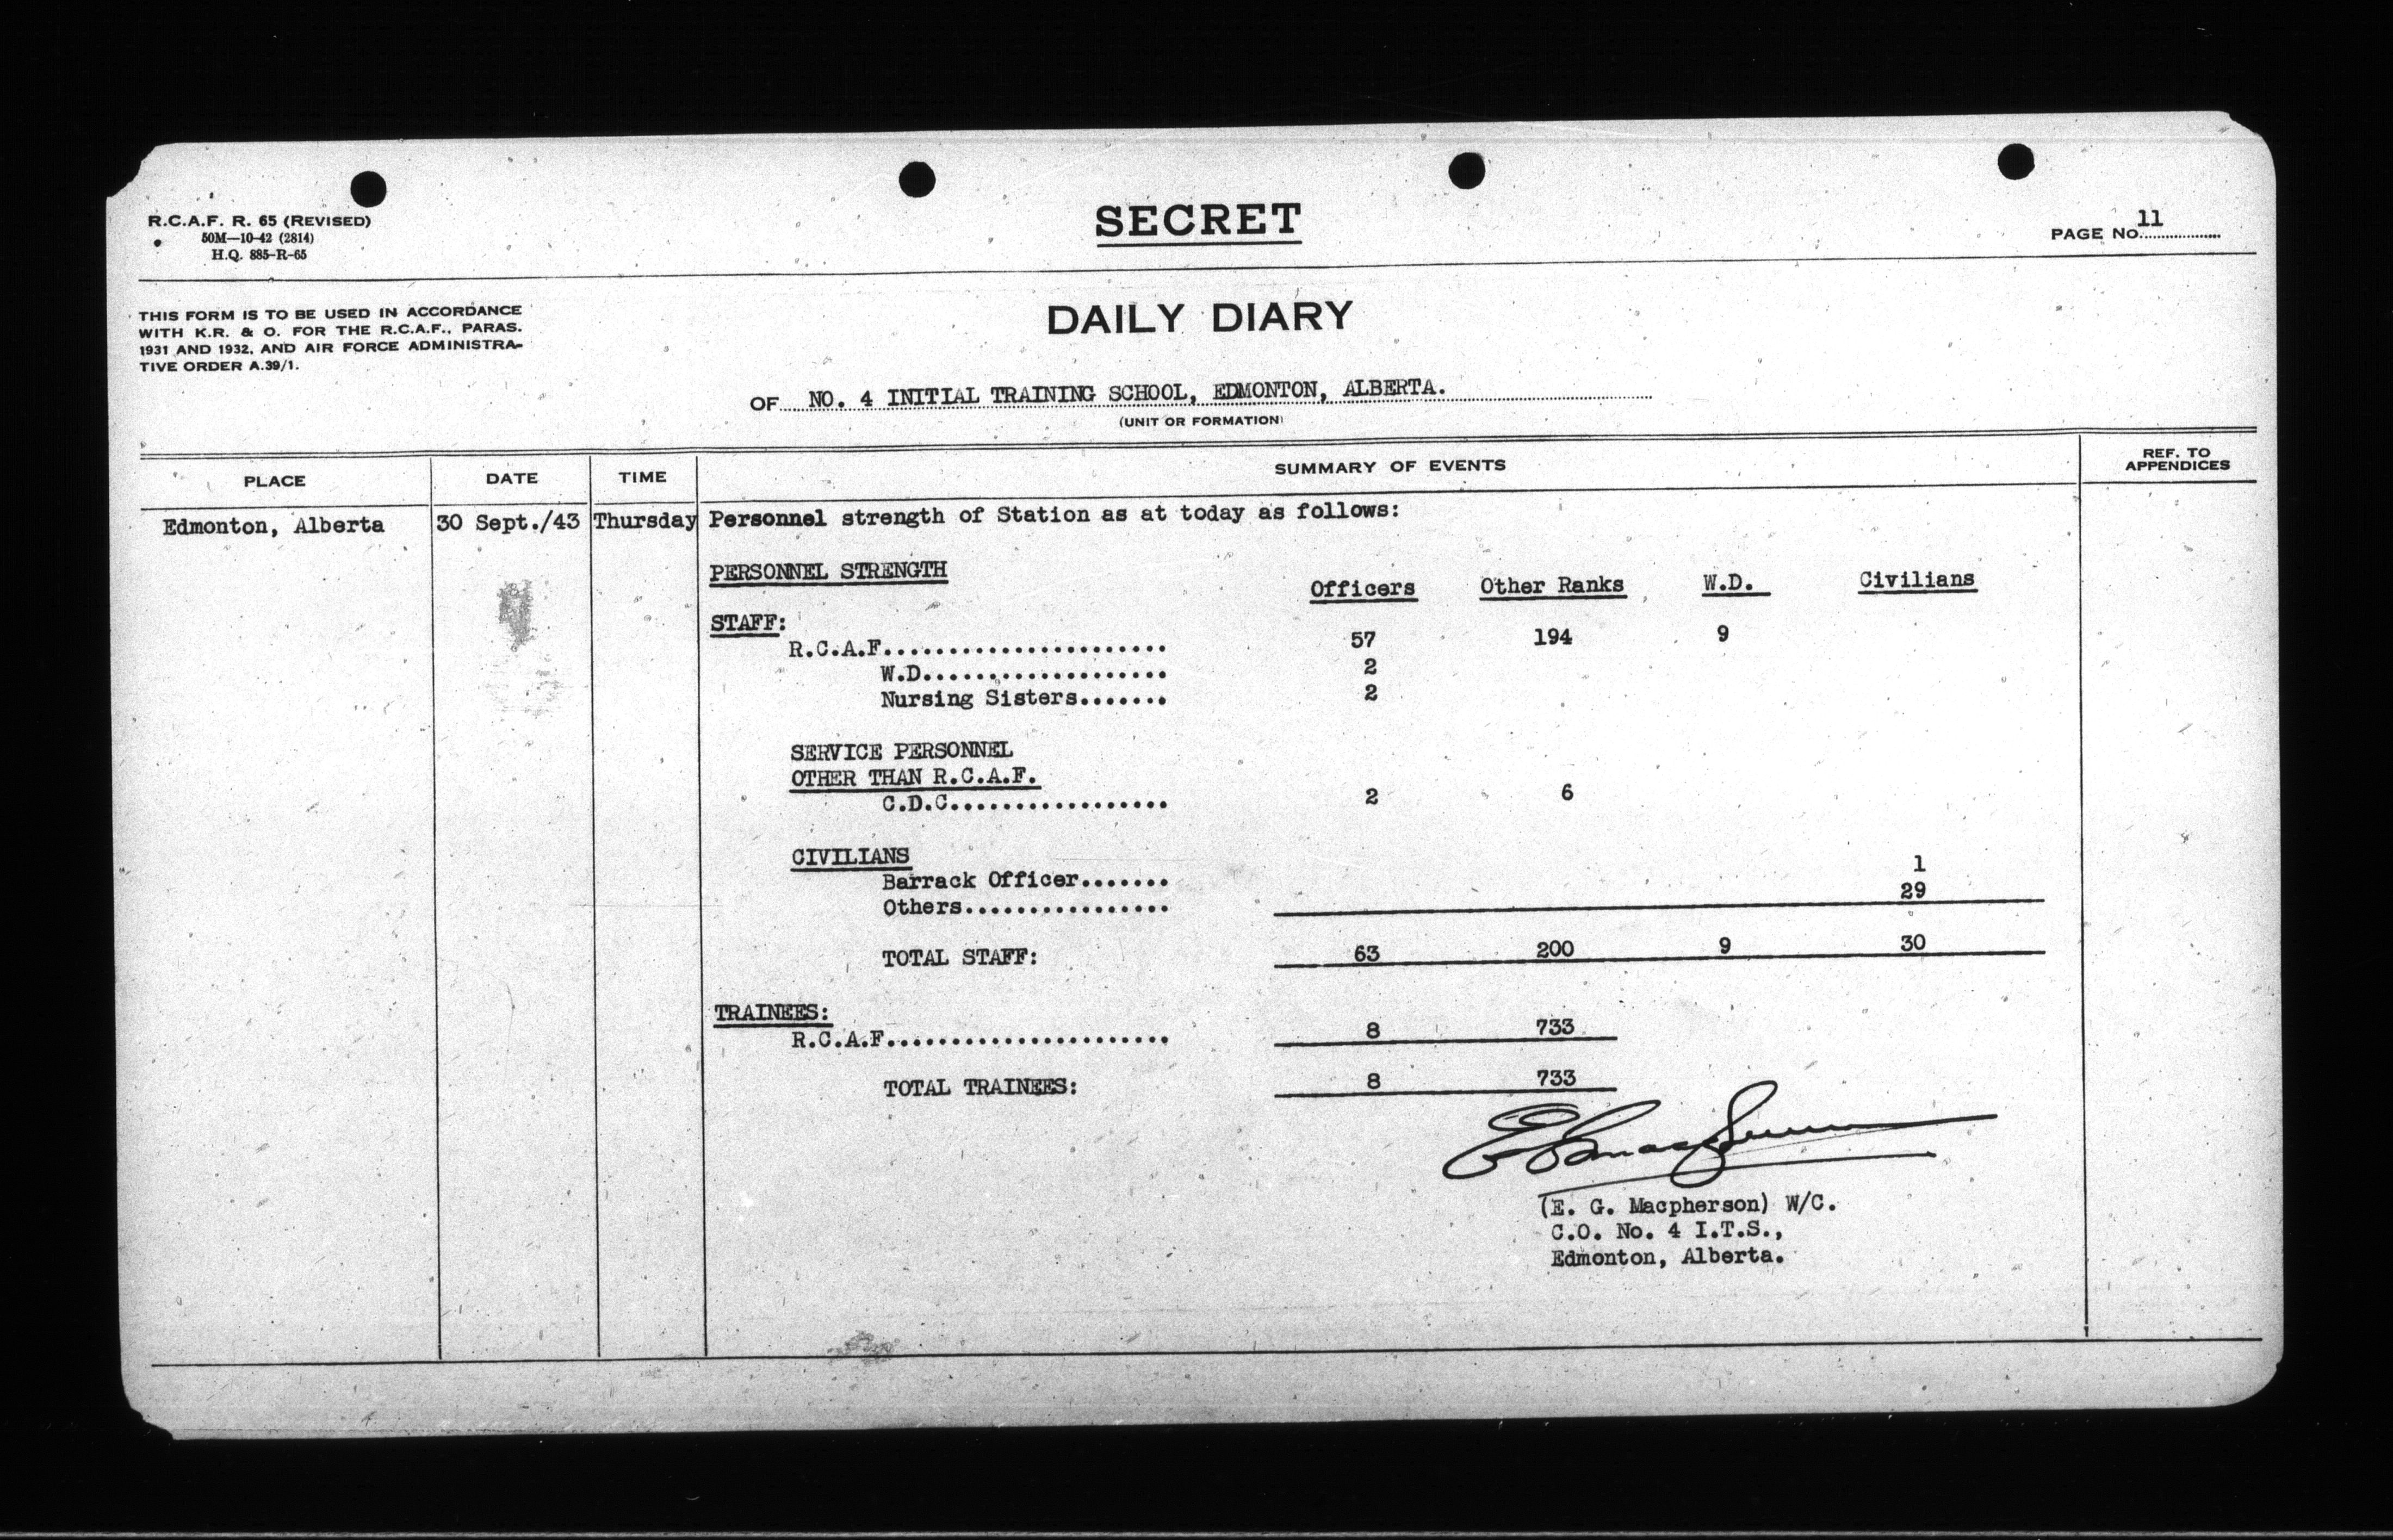 R.C.A.F. R. 65 (REVISED)
50M—10-42 (2814)
H.Q. 885-R-65
SECRET
PAGE No. 11
THIS FORM IS TO BE USED IN ACCORDANCE
WITH K.R. & O. FOR THE R.C.A.F., PARAS.
1931 AND 1932, AND AIR FORCE ADMINISTRA-
TIVE ORDER A.39/1.
DAILY DIARY
OF NO. 4 INITIAL TRAINING SCHOOL, EDMONTON, ALBERTA.
(UNIT OR FORMATION)
PLACE DATE TIME SUMMARY OF EVENTS REF. TO APPENDICES
Edmonton, Alberta 30 Sept./43 Thursday Personnel strength of Station as at today as follows:
PERSONNEL STRENGTH Officers Other Ranks W.D. Civilians
STAFF:
R.C.A.F...................... 57 194 9
W.D................... 2
Nursing Sisters....... 2
SERVICE PERSONNEL
OTHER THAN R.C.A.F.
C.D.C................. 2 6
CIVILIANS
Barrack Officer....... 1
Others................ 29
TOTAL STAFF: 63 200 9 30
TRAINEES:
R.C.A.F...................... 8 733
TOTAL TRAINEES: 8 733
(E. G. Macpherson) W/C.
C.O. No. 4 I.T.S.,
Edmonton, Alberta.